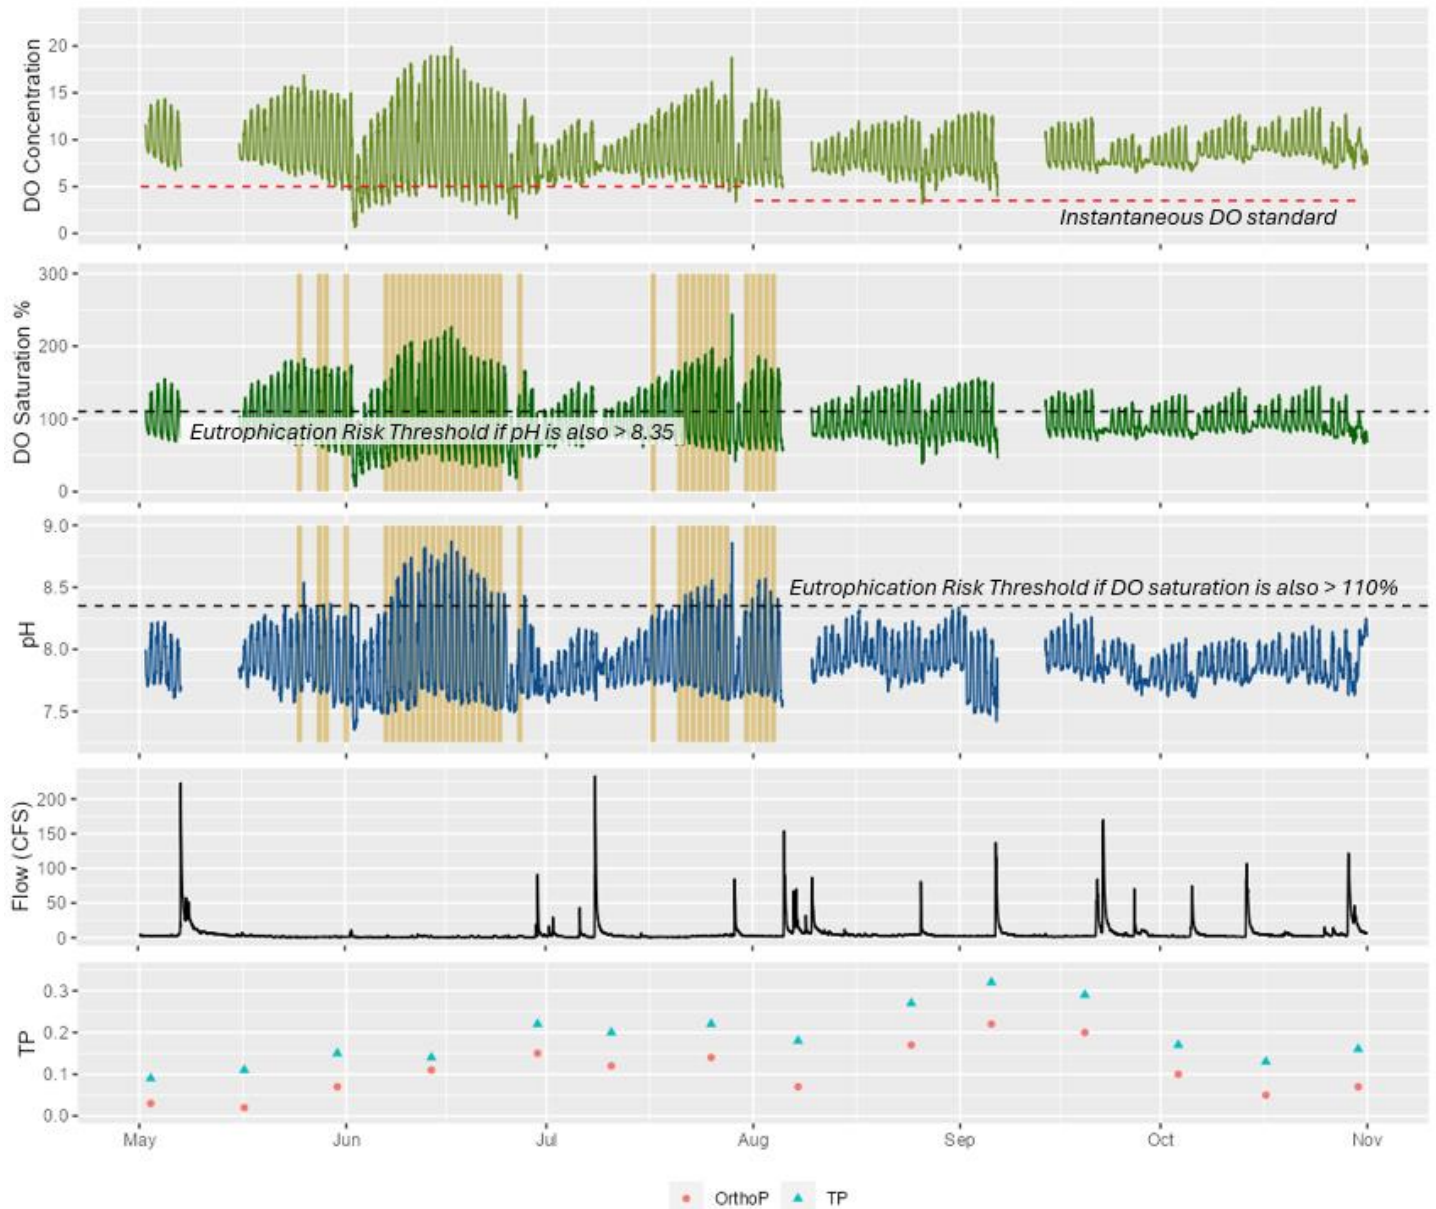 DO Concentration
20
15
10
5
0
Instantaneous DO standard
DO Saturation %
300
200
100
0
Eutrophication Risk Threshold if pH is also > 8.35
pH
9.0
8.5
8.0
7.5
Eutrophication Risk Threshold if DO saturation is also > 110%
Flow (CFS)
200
150
100
50
0
TP
0.3
0.2
0.1
0.0
May Jun Jul Aug Sep Oct Nov
OrthoP TP